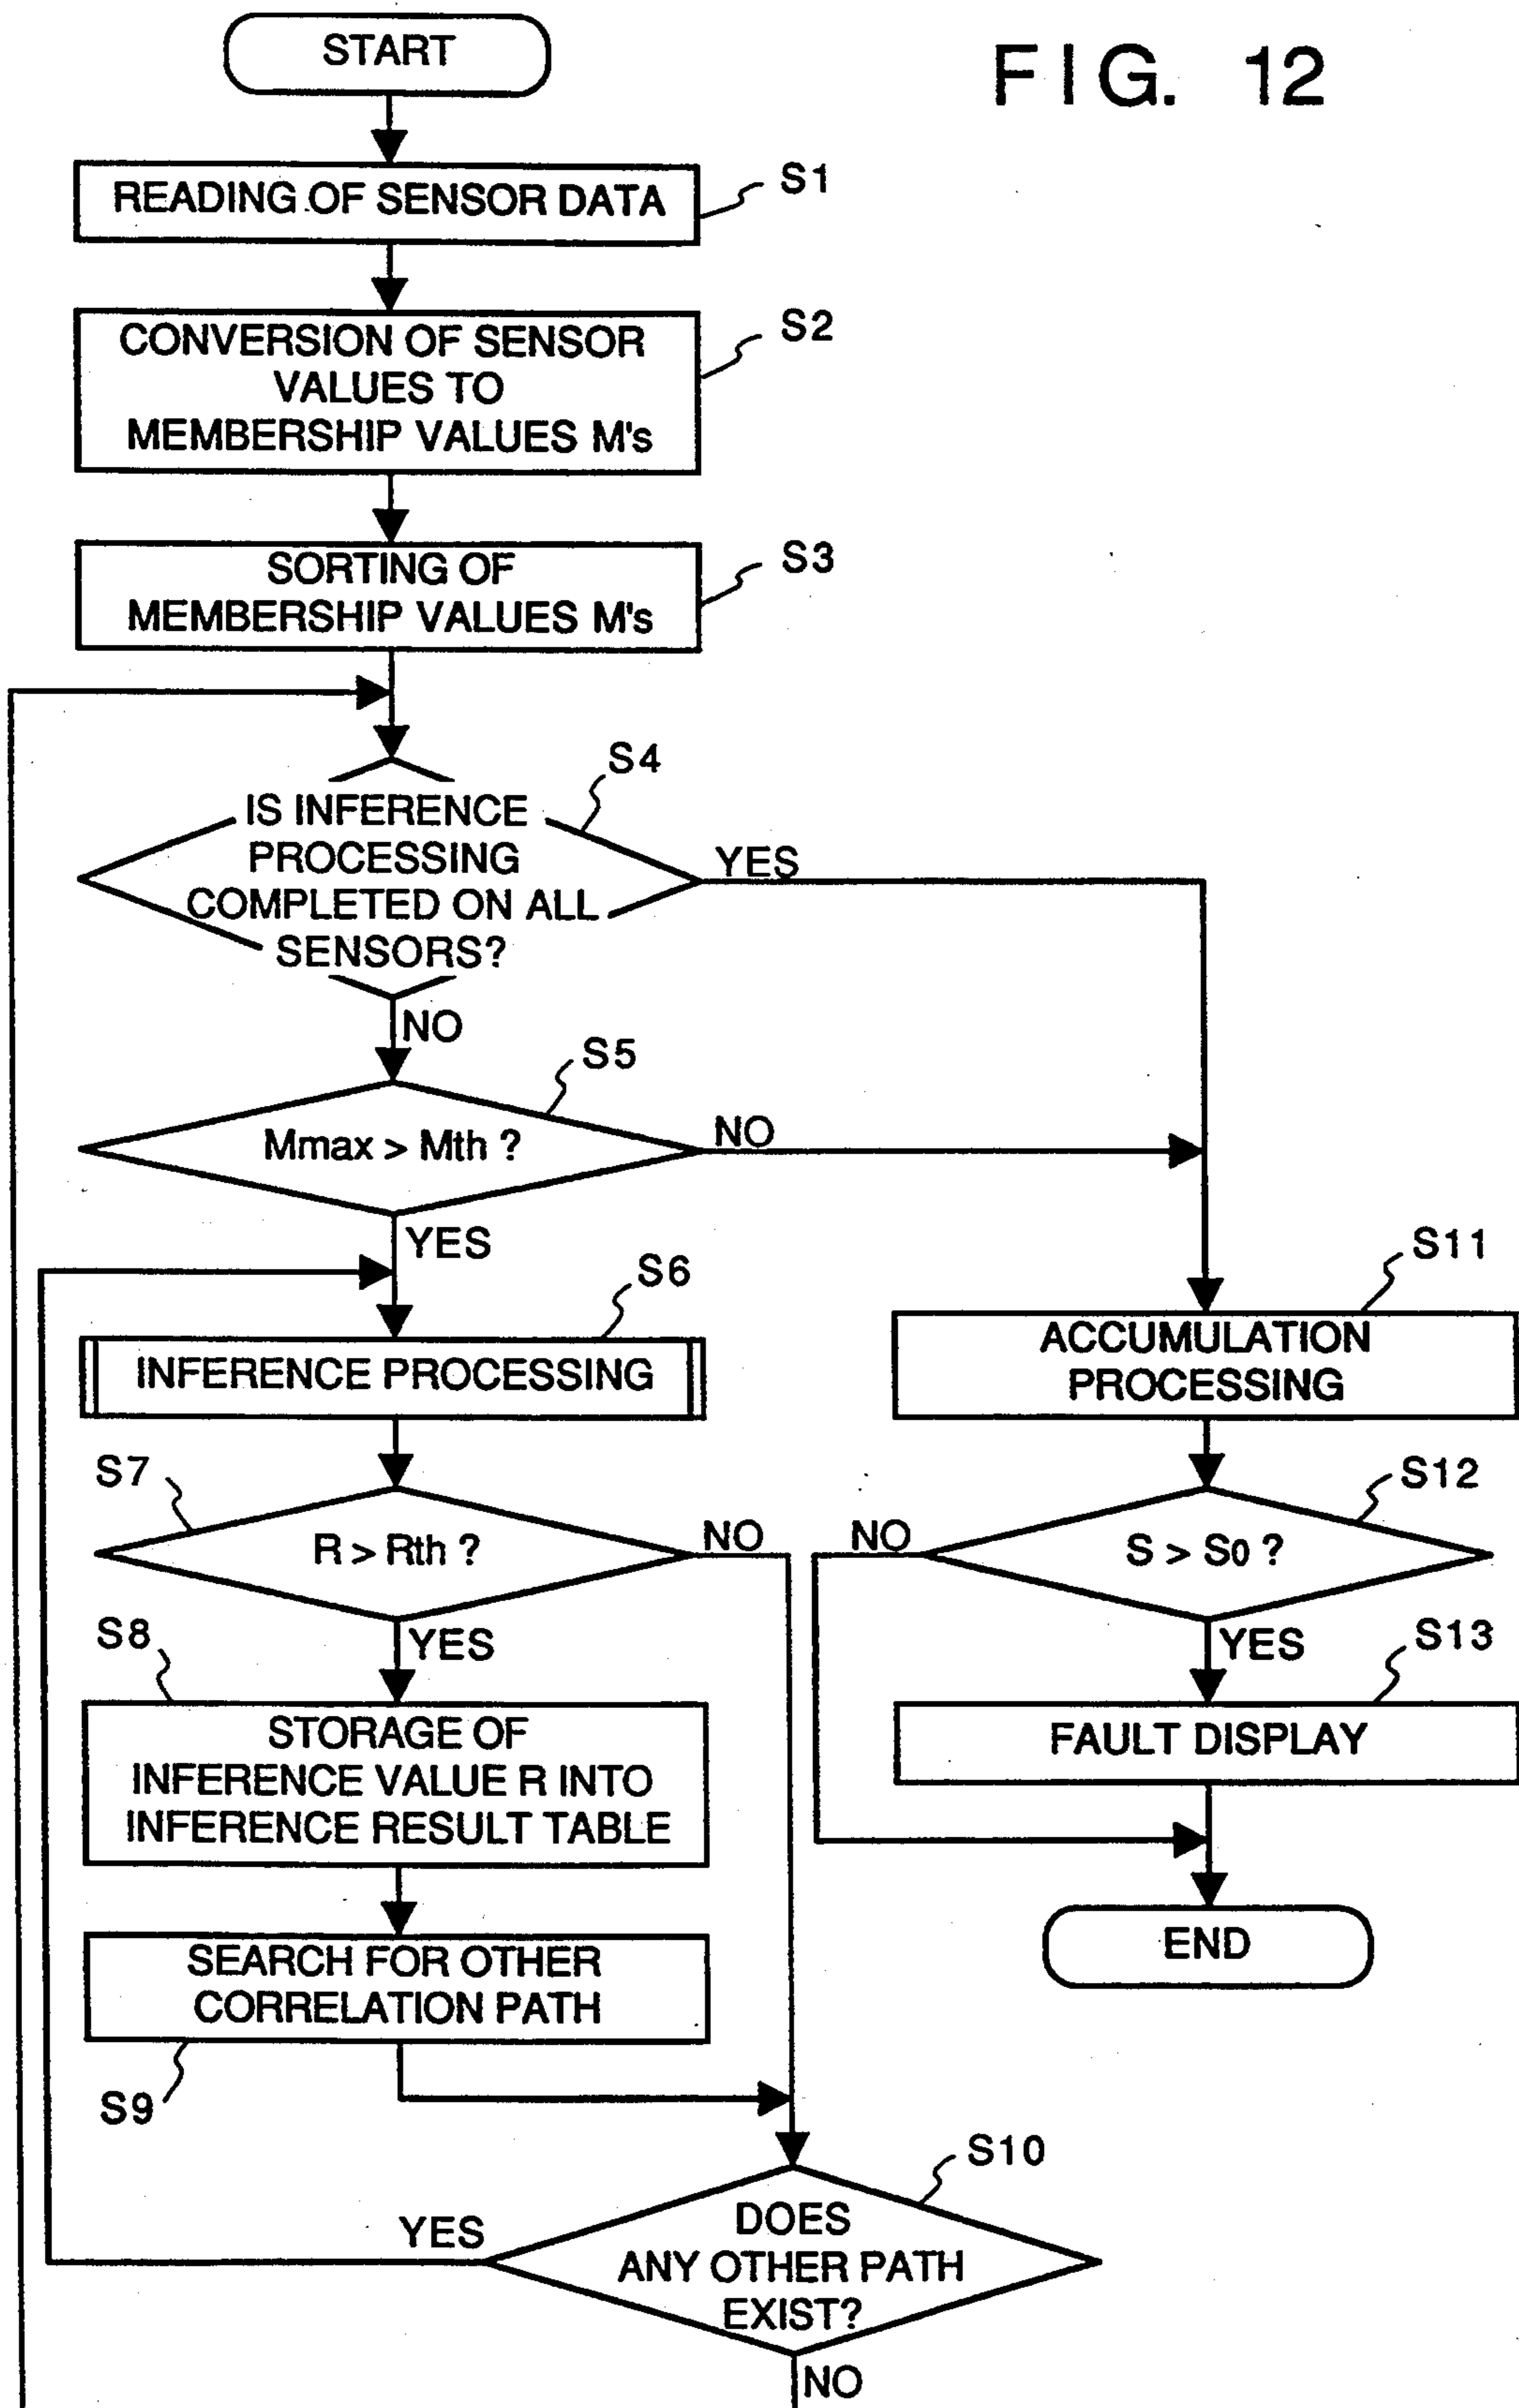 START
FIG. 12
READING OF SENSOR DATA
S1
CONVERSION OF SENSOR
VALUES TO
MEMBERSHIP VALUES M's
S2
SORTING OF
MEMBERSHIP VALUES M's
S3
S4
IS INFERENCE
PROCESSING
COMPLETED ON ALL
SENSORS?
YES
NO
S5
Mmax > Mth ?
NO
YES
S6
INFERENCE PROCESSING
S11
ACCUMULATION
PROCESSING
S7
R > Rth ?
NO
YES
S12
NO
S > S0 ?
YES
S8
STORAGE OF
INFERENCE VALUE R INTO
INFERENCE RESULT TABLE
S13
FAULT DISPLAY
END
SEARCH FOR OTHER
CORRELATION PATH
S9
S10
YES
DOES
ANY OTHER PATH
EXIST?
NO